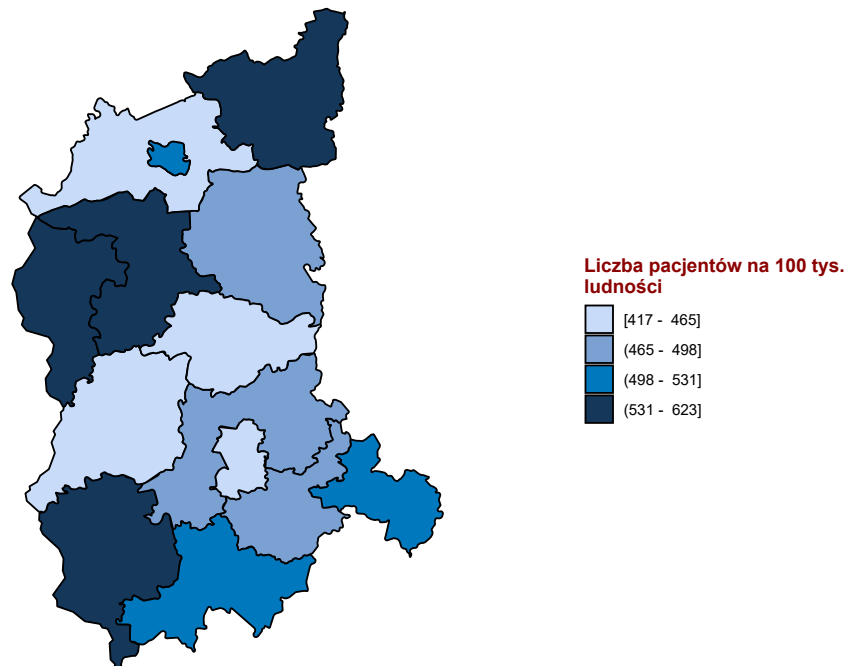 Liczba pacjentów na 100 tys.
ludności
[417 - 465]
(465 - 498]
(498 - 531]
(531 - 623]